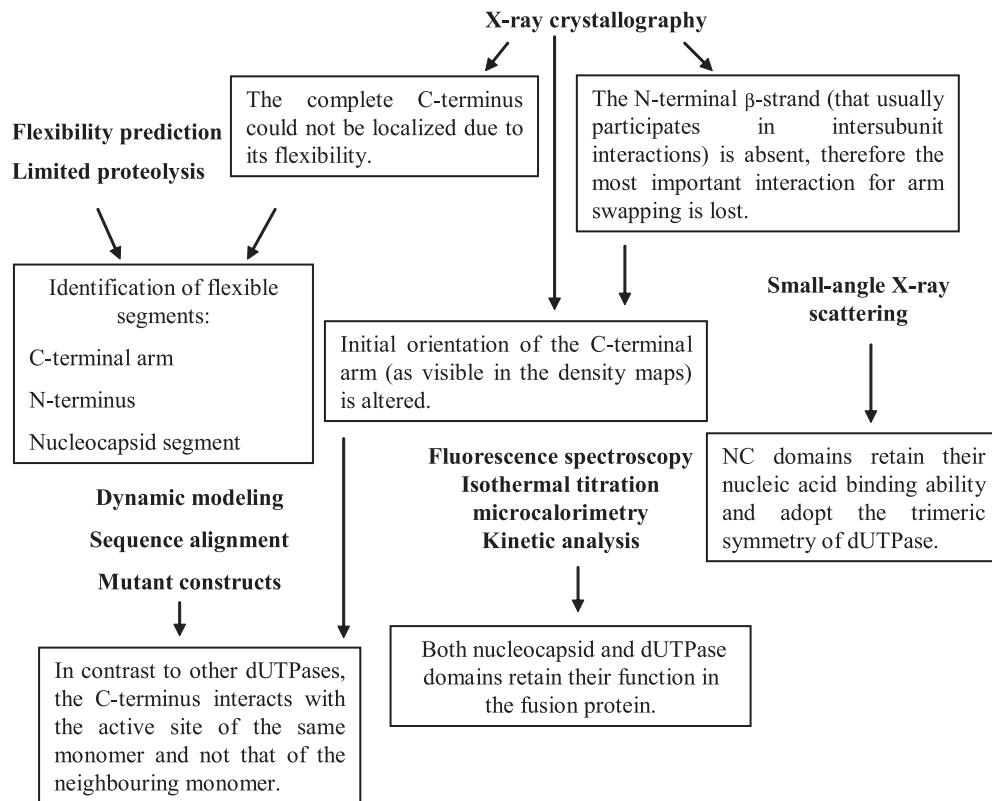 X-ray crystallography
The complete C-terminus
could not be localized due to
its flexibility.
The N-terminal β-strand (that usually
participates in intersubunit
interactions) is absent, therefore the
most important interaction for arm
swapping is lost.
Flexibility prediction
Limited proteolysis
Identification of flexible
segments:
C-terminal arm
N-terminus
Nucleocapsid segment
Initial orientation of the C-terminal
arm (as visible in the density maps)
is altered.
Small-angle X-ray
scattering
NC domains retain their
nucleic acid binding ability
and adopt the trimeric
symmetry of dUTPase.
Dynamic modeling
Sequence alignment
Mutant constructs
Fluorescence spectroscopy
Isothermal titration
microcalorimetry
Kinetic analysis
In contrast to other dUTPases,
the C-terminus interacts with
the active site of the same
monomer and not that of the
neighbouring monomer.
Both nucleocapsid and dUTPase
domains retain their function in
the fusion protein.